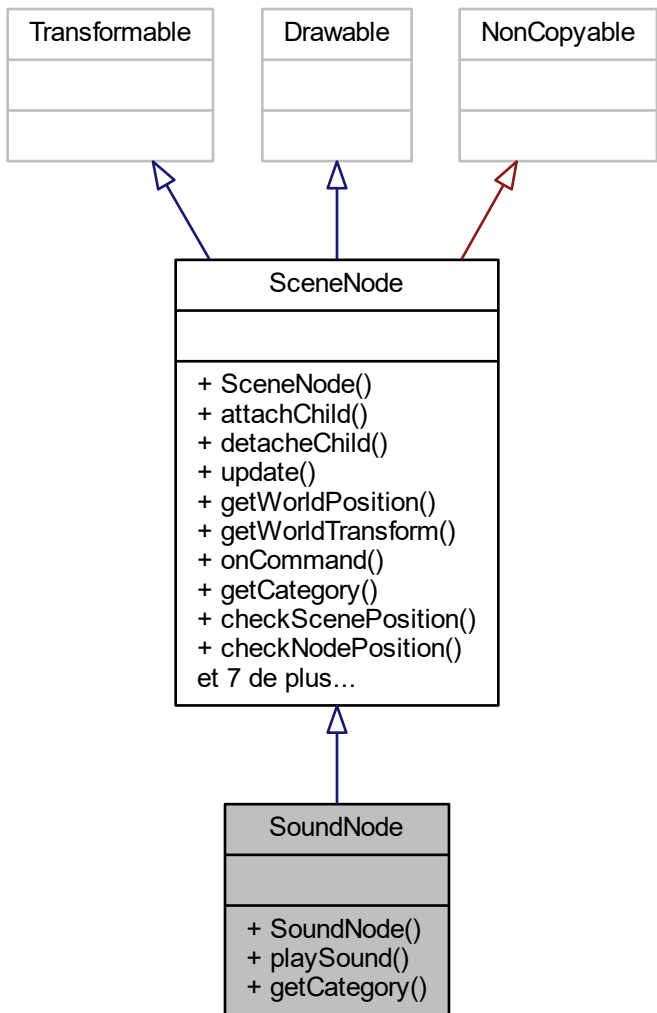 Transformable
Drawable
NonCopyable
SceneNode
+ SceneNode()
+ attachChild()
+ detacheChild()
+ update()
+ getWorldPosition()
+ getWorldTransform()
+ onCommand()
+ getCategory()
+ checkScenePosition()
+ checkNodePosition()
et 7 de plus...
SoundNode
+ SoundNode()
+ playSound()
+ getCategory()